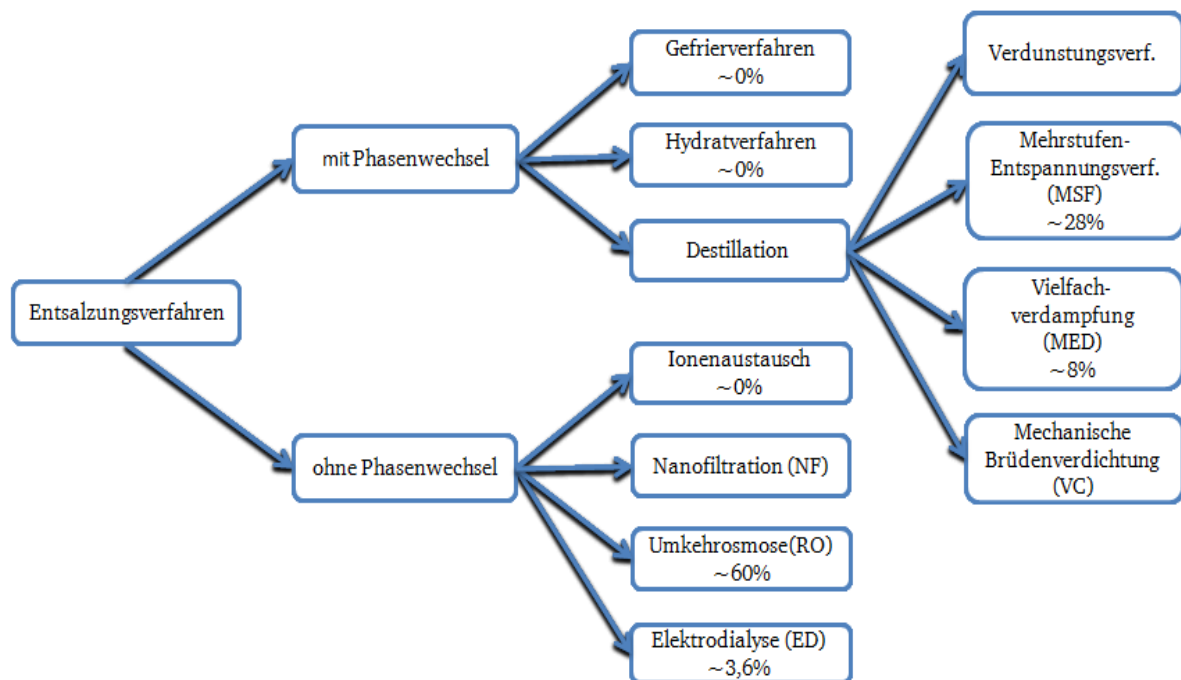 Entsalzungsverfahren
mit Phasenwechsel
ohne Phasenwechsel
Gefrierverfahren
~0%
Hydratverfahren
~0%
Destillation
Ionenaustausch
~0%
Nanofiltration (NF)
Umkehrosmose(RO)
~60%
Elektrodialyse (ED)
~3,6%
Verdunstungsverf.
Mehrstufen-
Entspannungsverf.
(MSF)
~28%
Vielfach-
verdampfung
(MED)
~8%
Mechanische
Brüdenverdichtung
(VC)